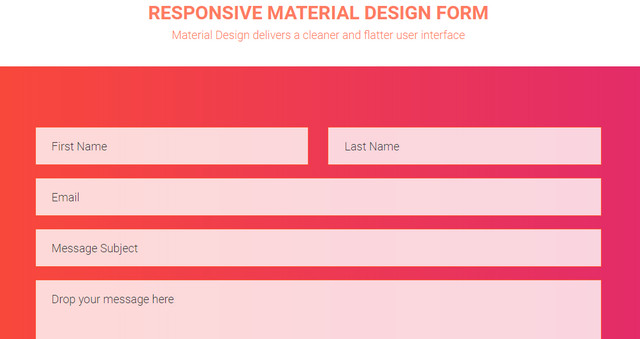 RESPONSIVE MATERIAL DESIGN FORM
Material Design delivers a cleaner and flatter user interface
First Name
Last Name
Email
Message Subject
Drop your message here